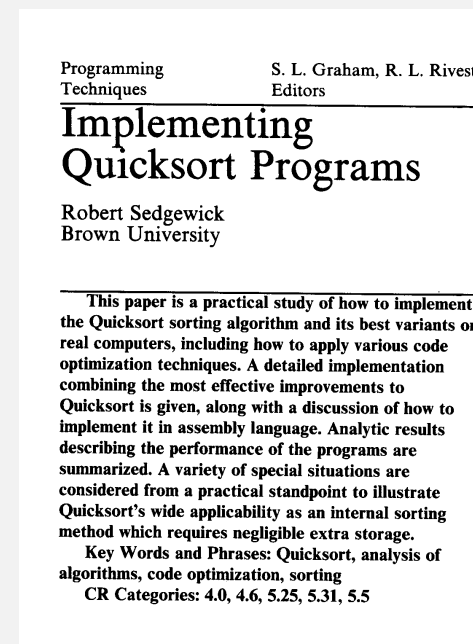 Programming
Techniques
S. L. Graham, R. L. Rivest
Editors
Implementing
Quicksort Programs
Robert Sedgewick
Brown University
This paper is a practical study of how to implement
the Quicksort sorting algorithm and its best variants on
real computers, including how to apply various code
optimization techniques. A detailed implementation
combining the most effective improvements to
Quicksort is given, along with a discussion of how to
implement it in assembly language. Analytic results
describing the performance of the programs are
summarized. A variety of special situations are
considered from a practical standpoint to illustrate
Quicksort's wide applicability as an internal sorting
method which requires negligible extra storage.
Key Words and Phrases: Quicksort, analysis of
algorithms, code optimization, sorting
CR Categories: 4.0, 4.6, 5.25, 5.31, 5.5